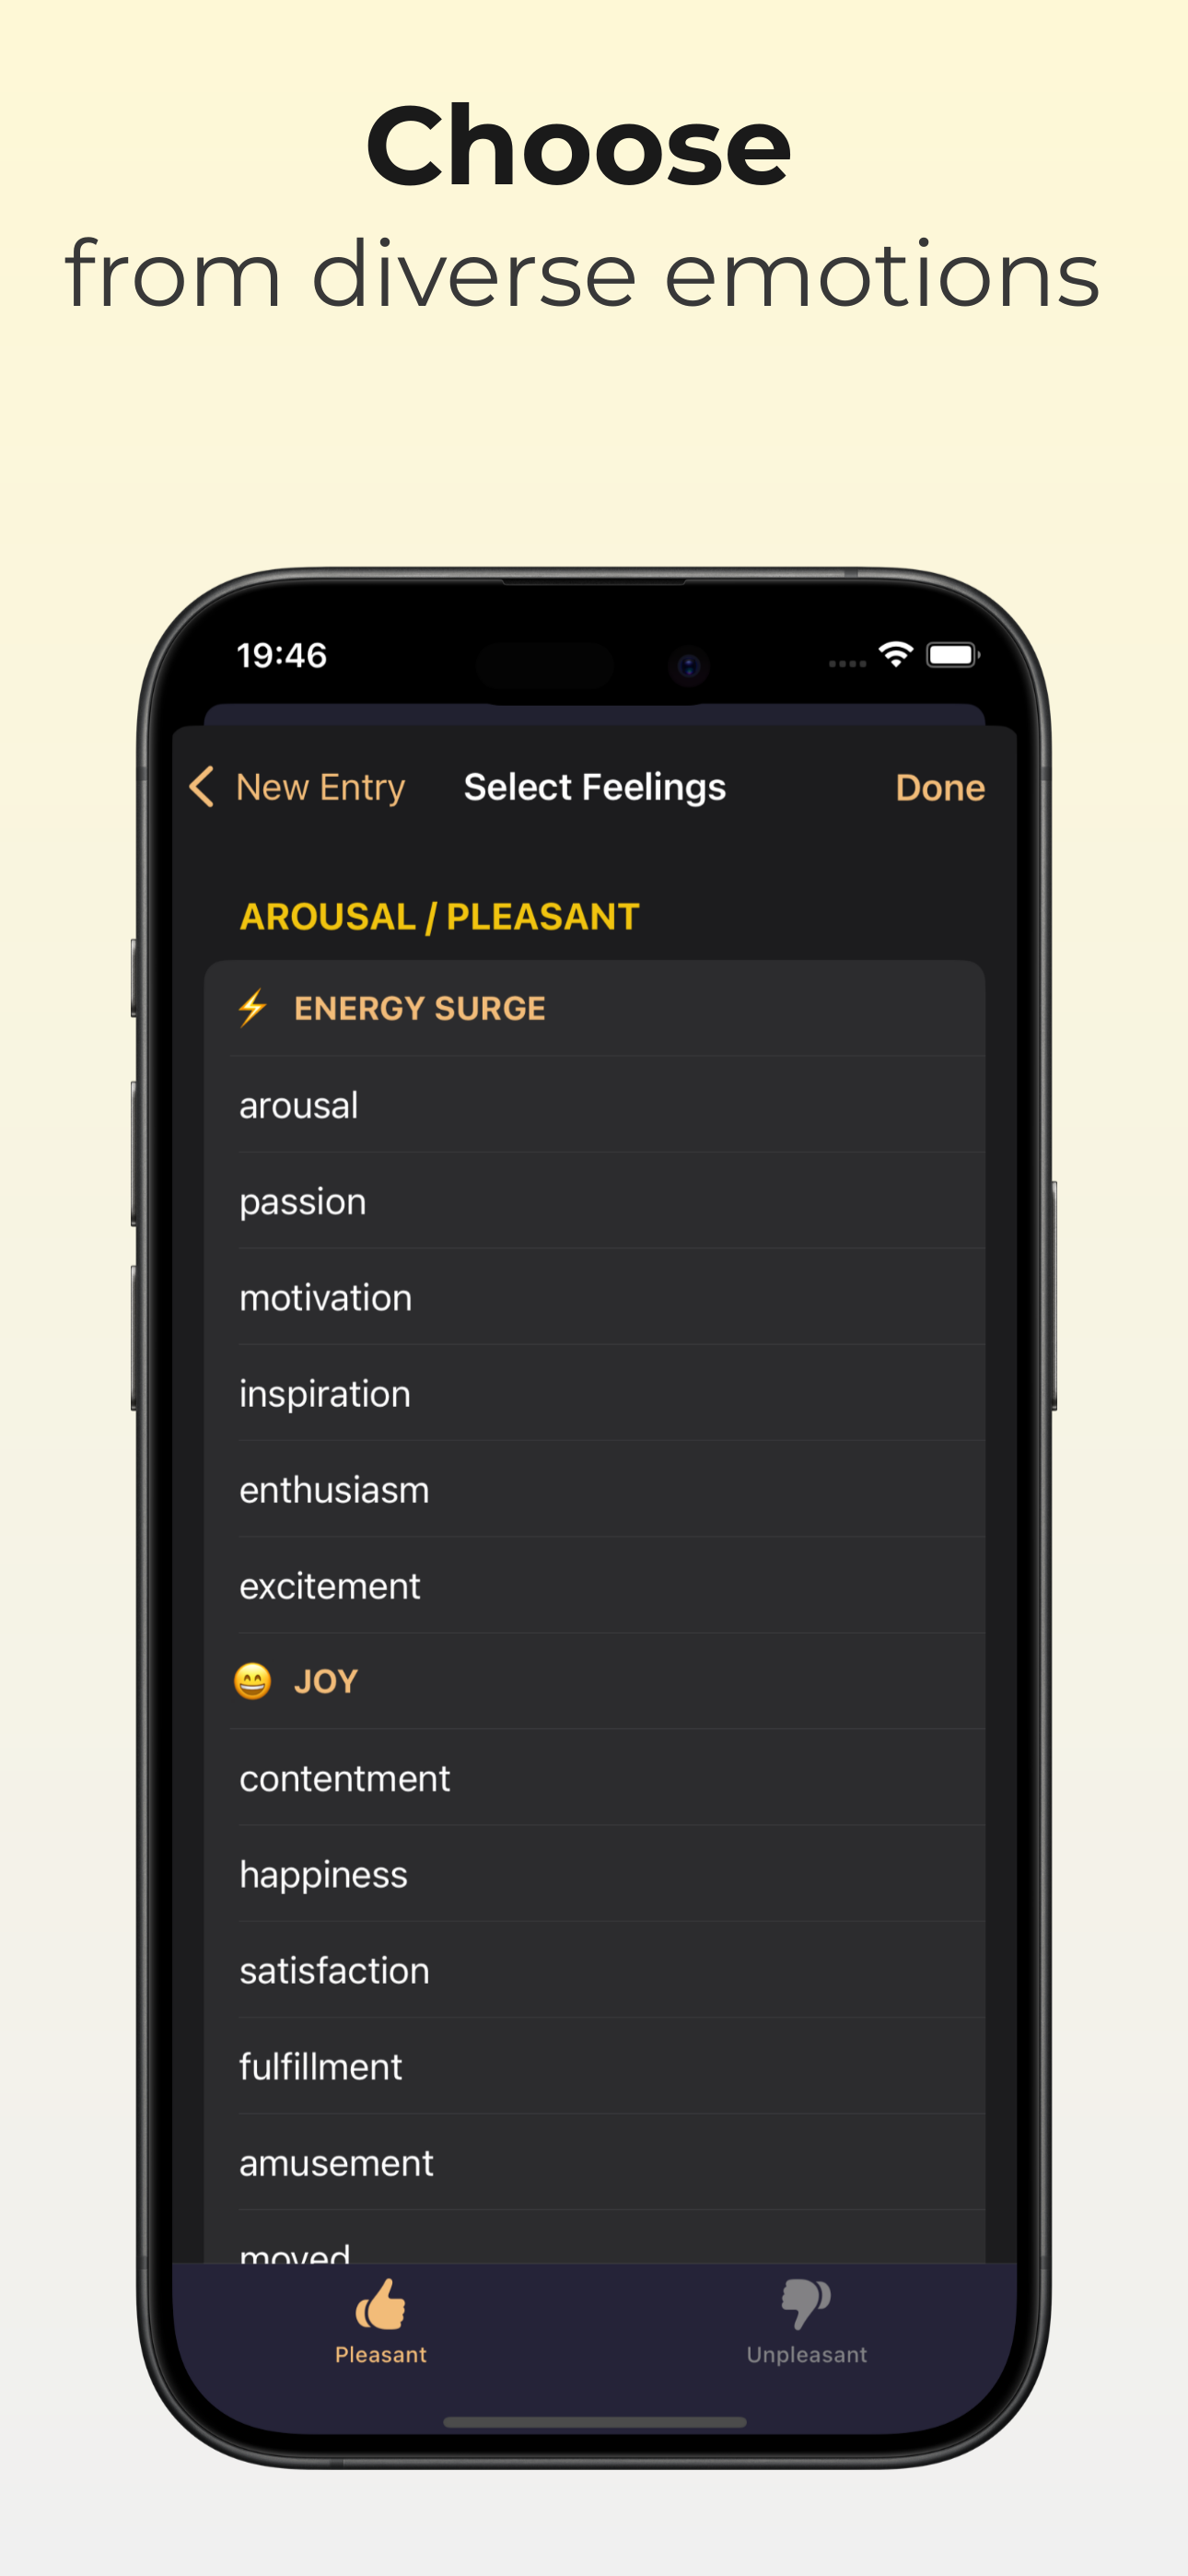 Choose
from diverse emotions
19:46
New Entry
Select Feelings
Done
AROUSAL / PLEASANT
⚡ ENERGY SURGE
arousal
passion
motivation
inspiration
enthusiasm
excitement
😄 JOY
contentment
happiness
satisfaction
fulfillment
amusement
moved
Pleasant
Unpleasant